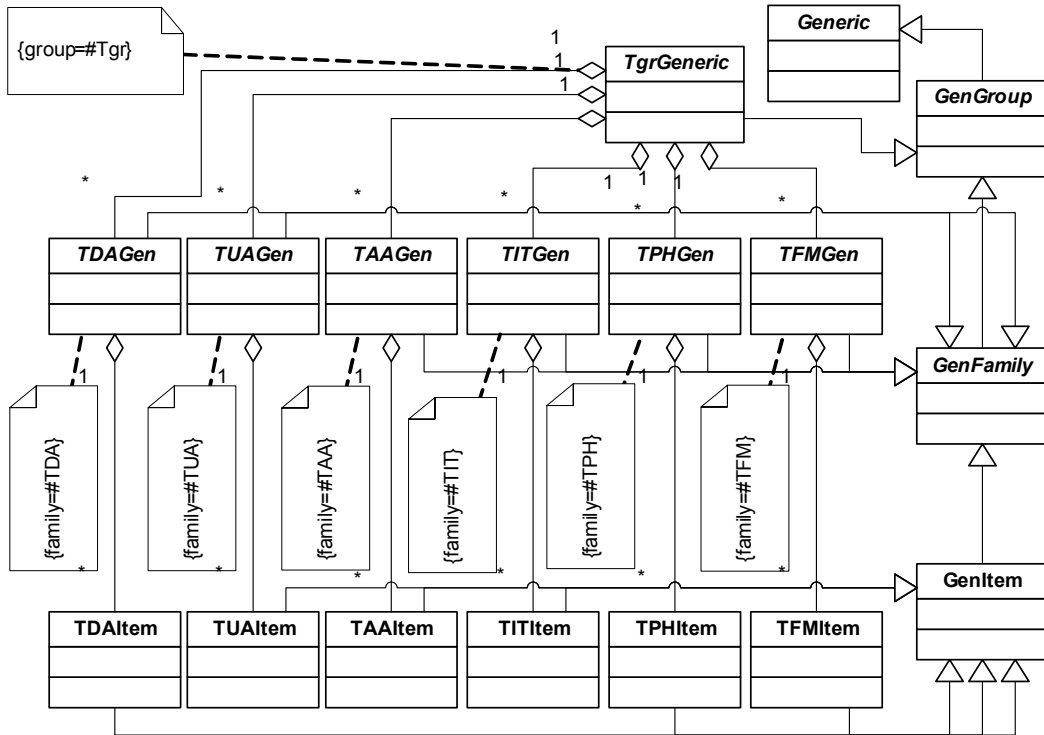 {group=#Tgr}
1
1
1
1
TgrGeneric
Generic
GenGroup
1
1
1
*
*
*
*
*
*
TDAGen
TUAGen
TAAGen
TITGen
TPHGen
TFMGen
GenFamily
1
1
1
1
1
1
{family=#TDA}
{family=#TUA}
{family=#TAA}
{family=#TIT}
{family=#TPH}
{family=#TFM}
*
*
*
*
*
*
GenItem
TDAItem
TUAItem
TAAItem
TITItem
TPHItem
TFMItem